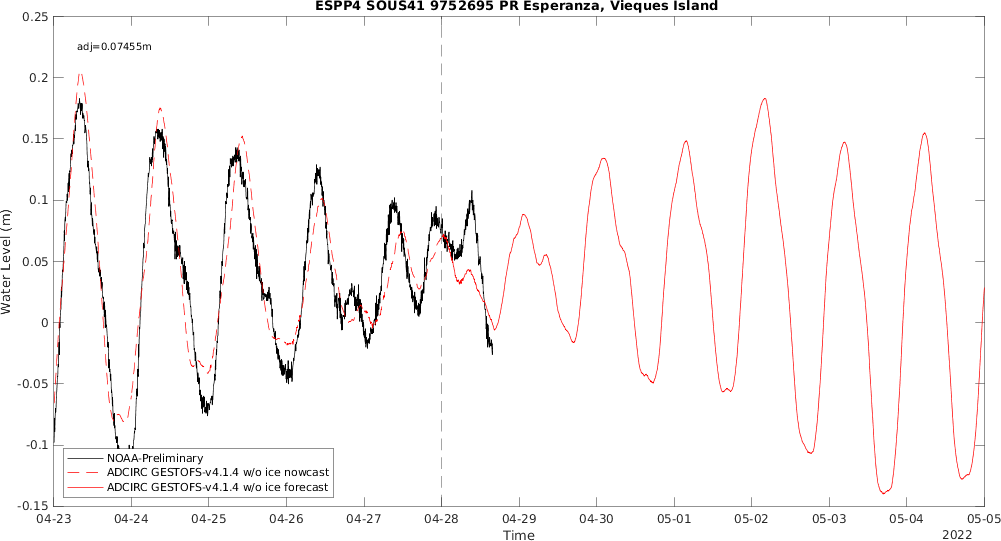 ESPP4 SOUS41 9752695 PR Esperanza, Vieques Island
0.25
adj=0.07455m
0.2
0.15
0.1
0.05
0
-0.05
-0.1
-0.15
Water Level (m)
NOAA-Preliminary
ADCIRC GESTOFS-v4.1.4 w/o ice nowcast
ADCIRC GESTOFS-v4.1.4 w/o ice forecast
04-23 04-24 04-25 04-26 04-27 04-28 04-29 04-30 05-01 05-02 05-03 05-04 05-05
Time
2022